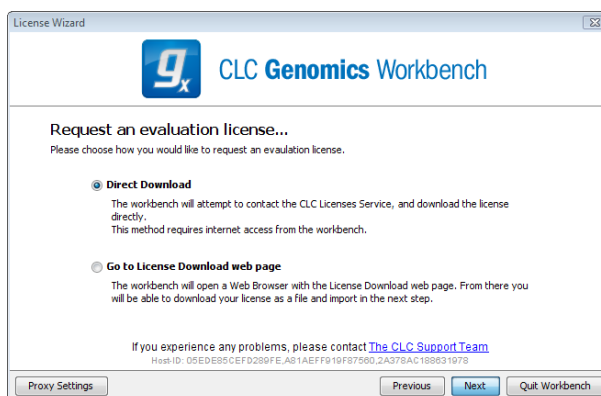 License Wizard
gx CLC Genomics Workbench
Request an evaluation license...
Please choose how you would like to request an evaulation license.
Direct Download
The workbench will attempt to contact the CLC Licenses Service, and download the license
directly.
This method requires internet access from the workbench.
Go to License Download web page
The workbench will open a Web Browser with the License Download web page. From there you
will be able to download your license as a file and import in the next step.
If you experience any problems, please contact The CLC Support Team
Host-ID: 05EDE85CEFD289FE,A81AEFF919F87560,2A378AC188631978
Proxy Settings Previous Next Quit Workbench